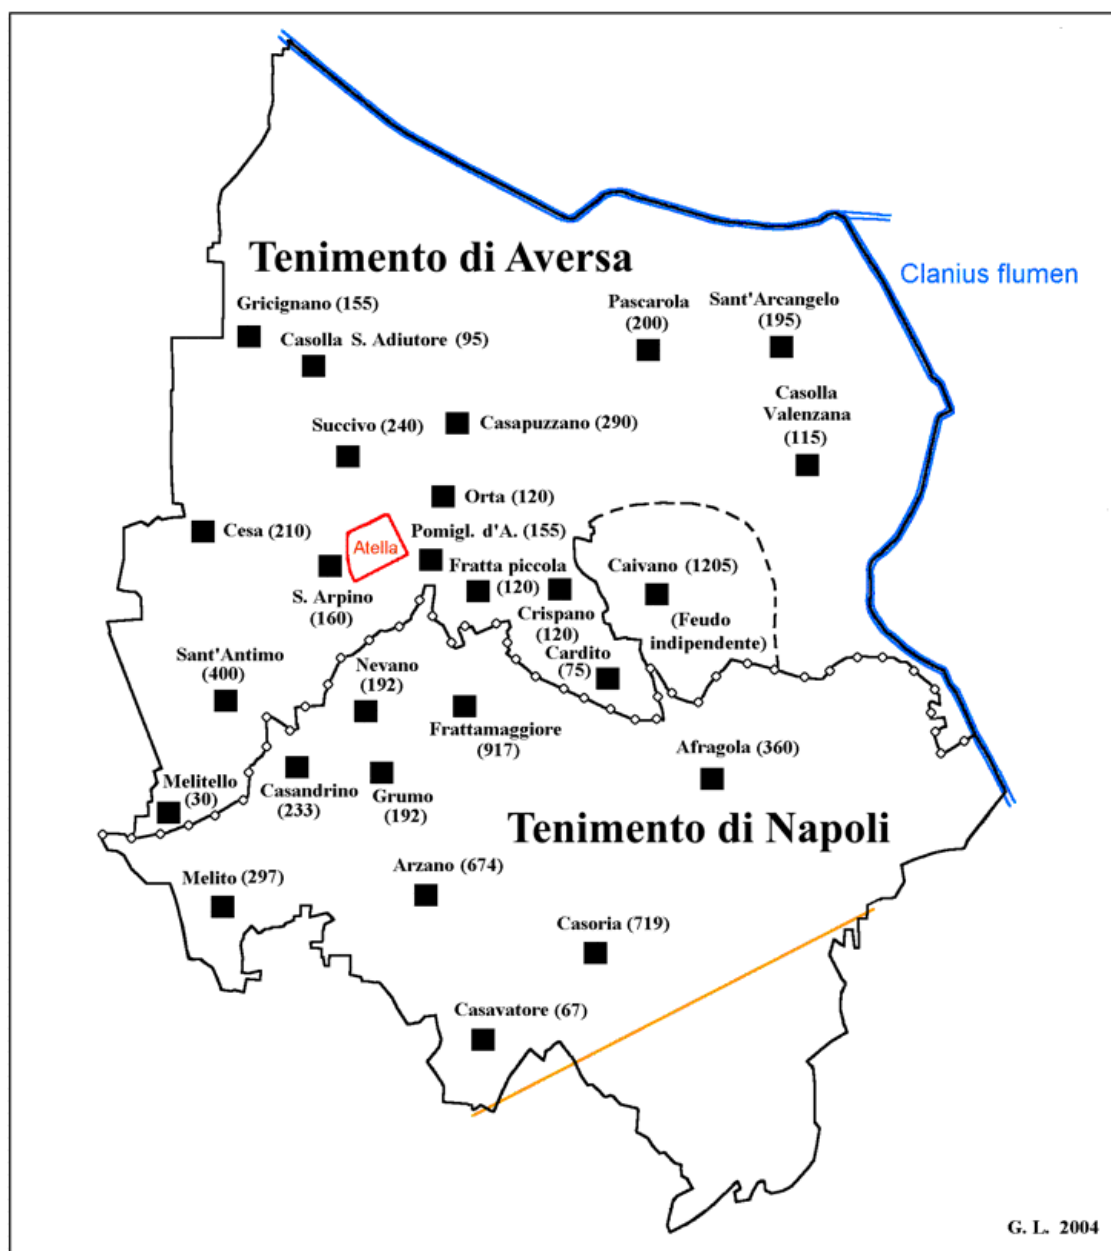 Tenimento di Aversa
Clanius flumen
Gricignano (155)
Pascarola
(200)
Sant'Arcangelo
(195)
Casolla S. Adiutore (95)
Casolla
Valenzana
(115)
Succivo (240)
Casapuzzano (290)
Orta (120)
Cesa (210)
Atella
Pomigl. d'A. (155)
Fratta piccola
(120)
Caivano (1205)
(Feudo
indipendente)
S. Arpino
(160)
Crispano
(120)
Cardito
(75)
Sant'Antimo
(400)
Nevano
(192)
Frattamaggiore
(917)
Afragola (360)
Melitello
(30)
Casandrino
(233)
Grumo
(192)
Tenimento di Napoli
Melito (297)
Arzano (674)
Casoria (719)
Casavatore (67)
G. L. 2004